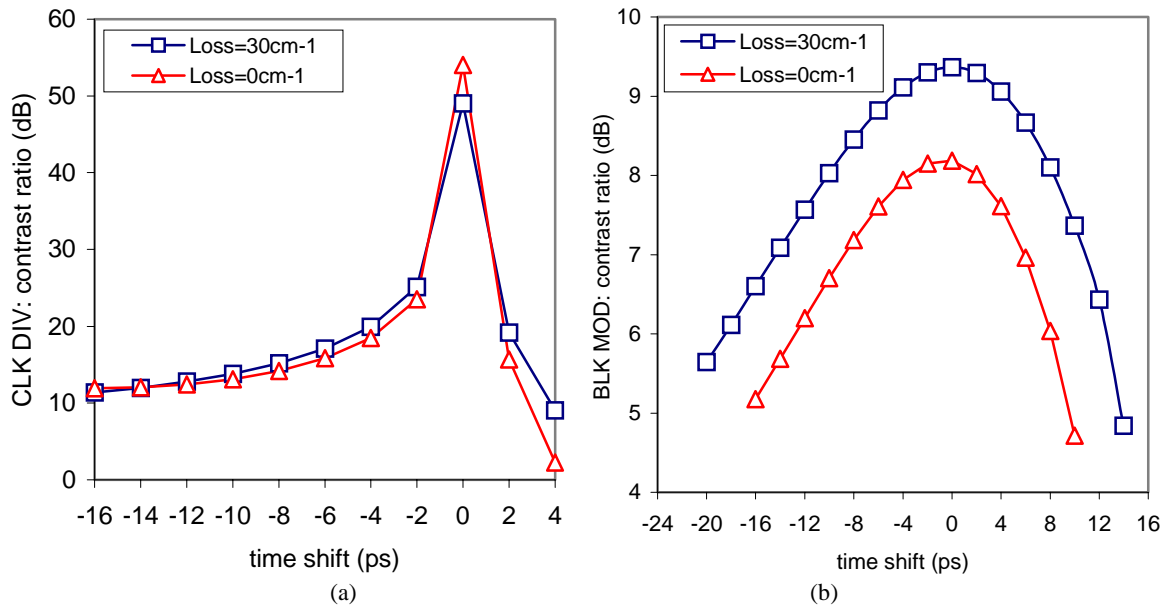 60
50
40
30
20
10
0
Loss=30cm-1
Loss=0cm-1
CLK DIV: contrast ratio (dB)
-16 -14 -12 -10 -8 -6 -4 -2 0 2 4
time shift (ps)
(a)
10
9
8
7
6
5
4
Loss=30cm-1
Loss=0cm-1
BLK MOD: contrast ratio (dB)
-24 -20 -16 -12 -8 -4 0 4 8 12 16
time shift (ps)
(b)